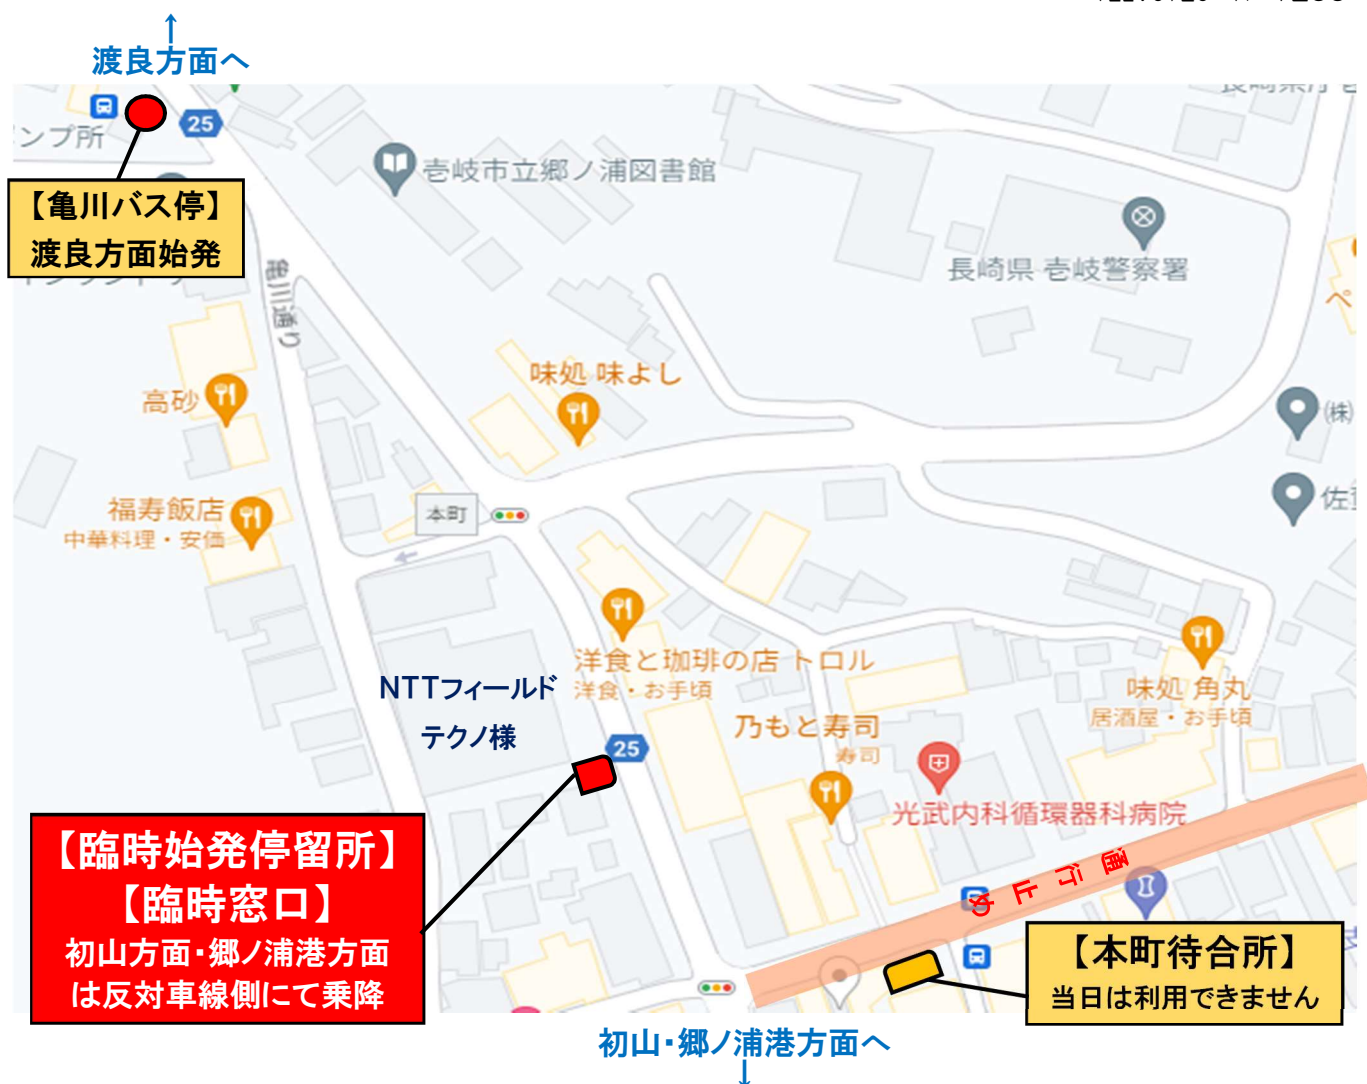 ↑
渡良方面へ
25
ンプ所
【亀川バス停】
渡良方面始発
壱岐市立郷ノ浦図書館
長崎県 壱岐警察署
亀川通り
味処 味よし
高砂
(株)
福寿飯店
中華料理・安価
本町
洋食と珈琲の店 トロル
洋食・お手頃
NTTフィールド
テクノ様
25
乃もと寿司
寿司
味処 角丸
居酒屋・お手頃
光武内科循環器科病院
通行止め
【臨時始発停留所】
【臨時窓口】
初山方面・郷ノ浦港方面
は反対車線側にて乗降
【本町待合所】
当日は利用できません
初山・郷ノ浦港方面へ
↓